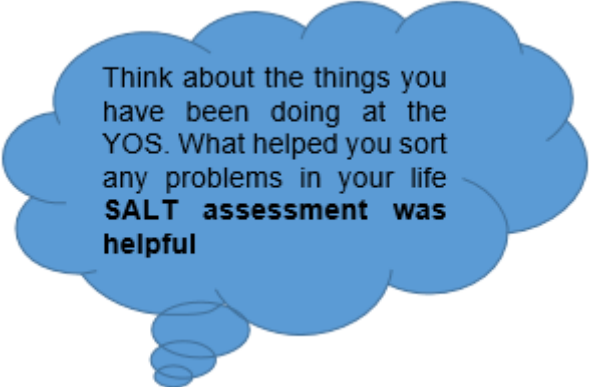 Think about the things you
have been doing at the
YOS. What helped you sort
any problems in your life
SALT assessment was
helpful